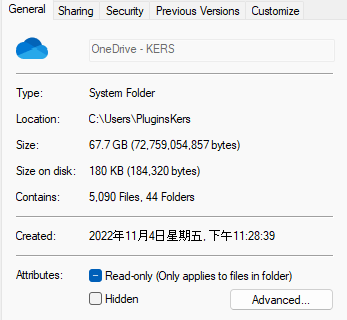 General Sharing Security Previous Versions Customize
OneDrive - KERS
Type: System Folder
Location: C:\Users\PluginsKers
Size: 67.7 GB (72,759,054,857 bytes)
Size on disk: 180 KB (184,320 bytes)
Contains: 5,090 Files, 44 Folders
Created: 2022年11月4日星期五, 下午11:28:39
Attributes: Read-only (Only applies to files in folder)
Hidden Advanced...